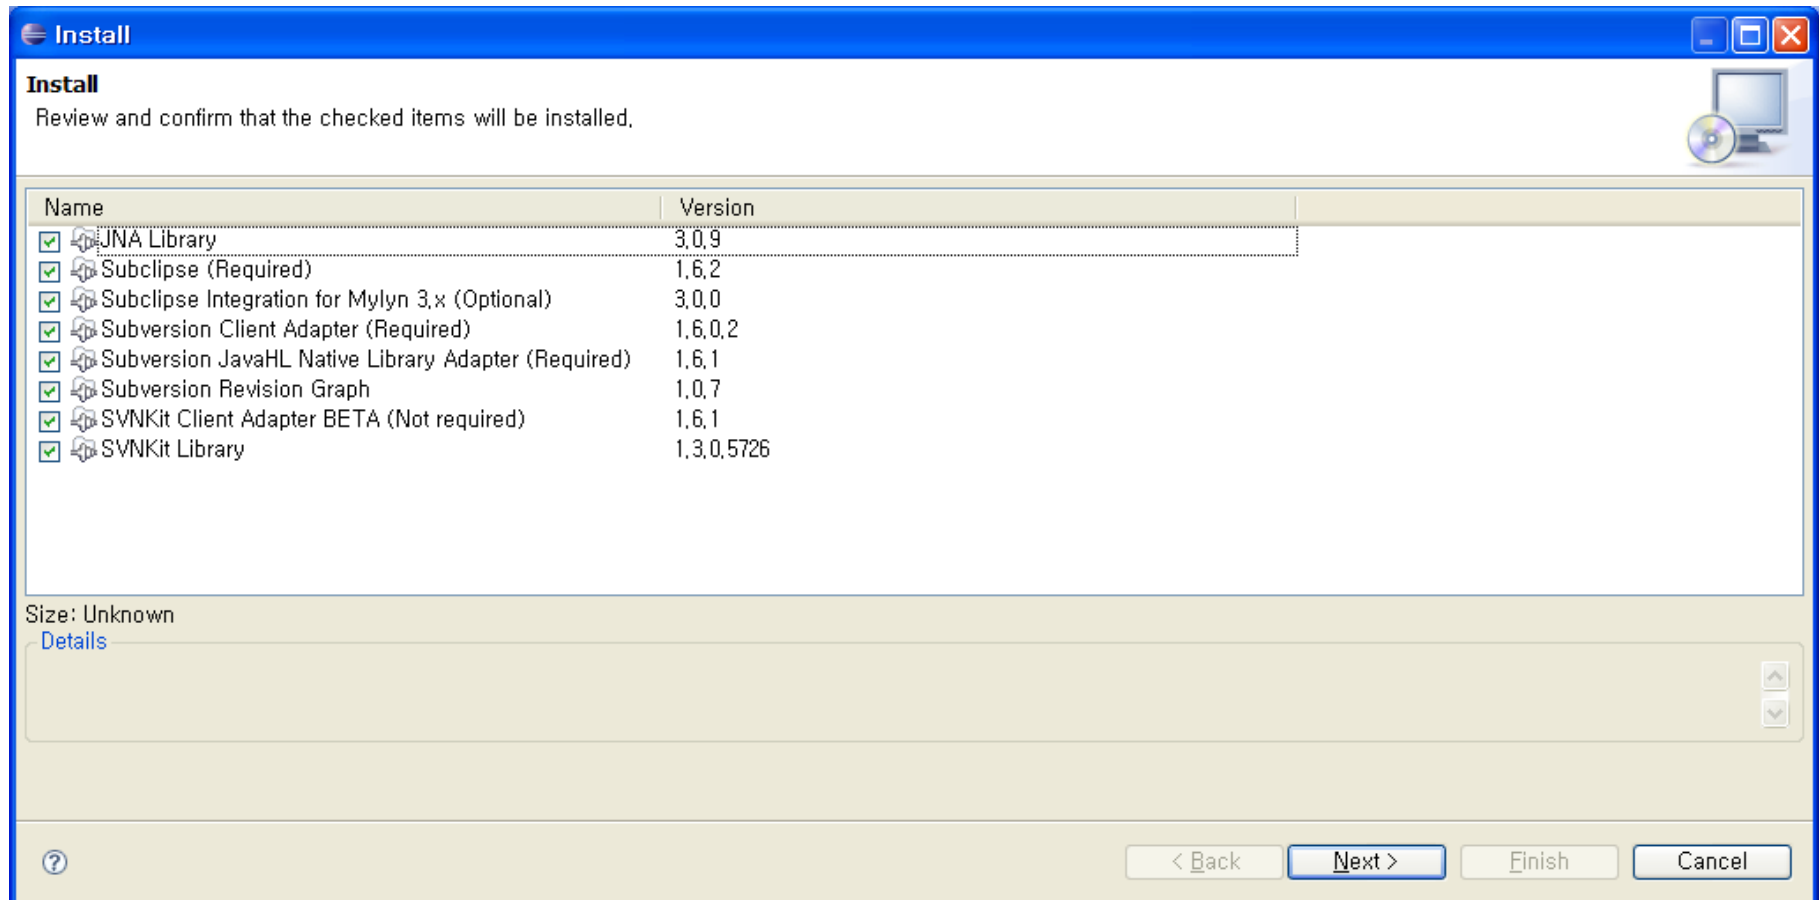 Install
Install
Review and confirm that the checked items will be installed.
Name Version
JNA Library 3.0.9
Subclipse (Required) 1.6.2
Subclipse Integration for Mylyn 3.x (Optional) 3.0.0
Subversion Client Adapter (Required) 1.6.0.2
Subversion JavaHL Native Library Adapter (Required) 1.6.1
Subversion Revision Graph 1.0.7
SVNKit Client Adapter BETA (Not required) 1.6.1
SVNKit Library 1.3.0.5726
Size: Unknown
Details
? < Back Next > Finish Cancel